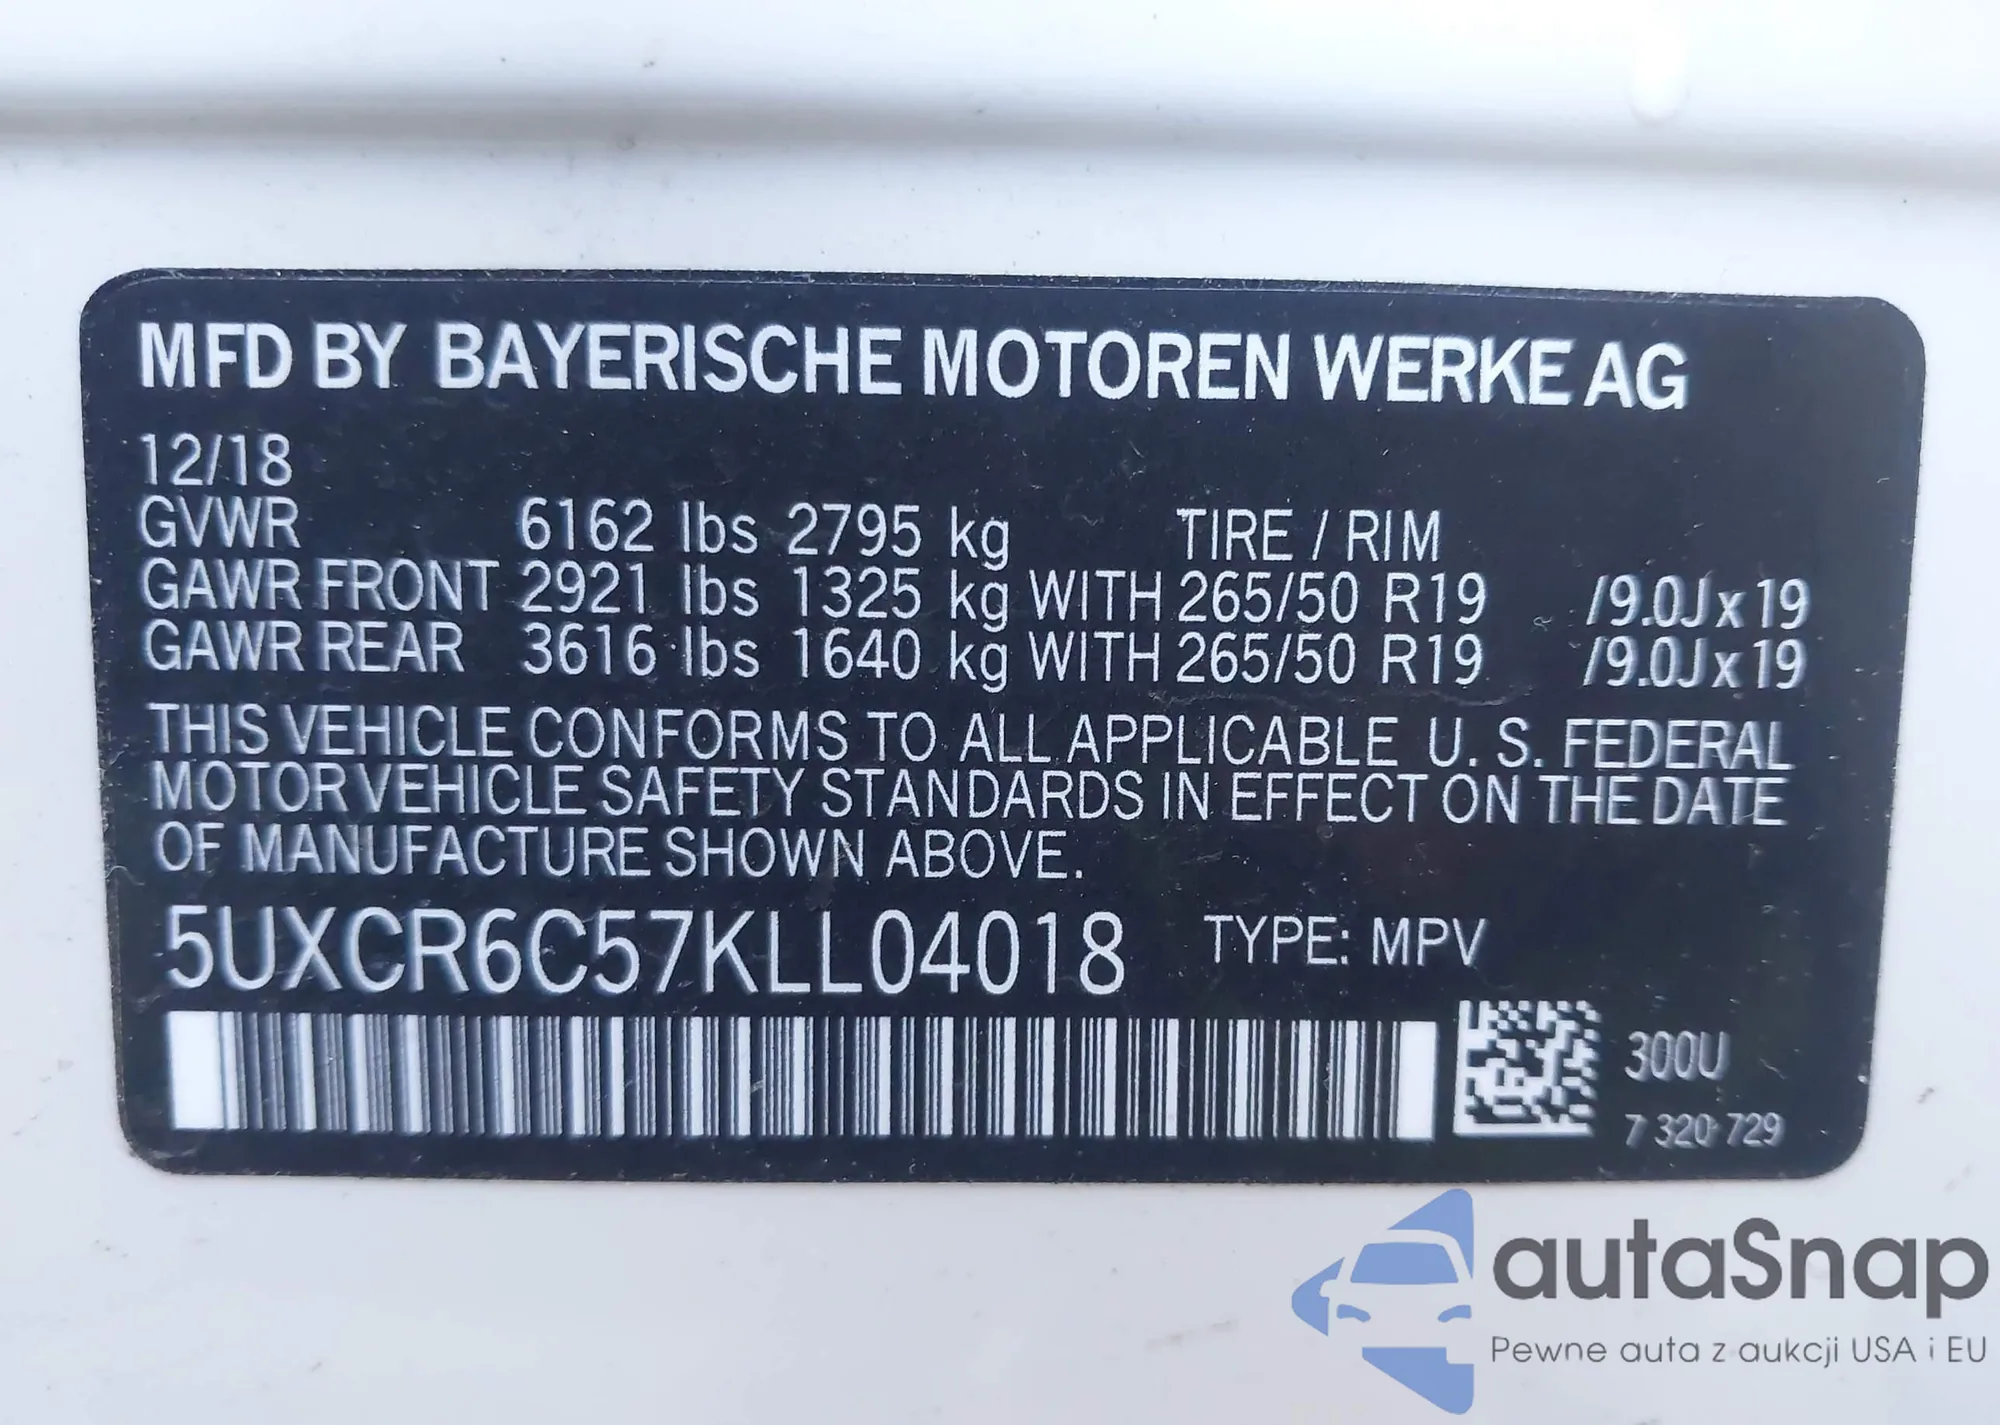 MFD BY BAYERISCHE MOTOREN WERKE AG
12/18
GVWR 6162 lbs 2795 kg TIRE / RIM
GAWR FRONT 2921 lbs 1325 kg WITH 265/50 R19 /9.0J x 19
GAWR REAR 3616 lbs 1640 kg WITH 265/50 R19 /9.0J x 19
THIS VEHICLE CONFORMS TO ALL APPLICABLE U. S. FEDERAL
MOTOR VEHICLE SAFETY STANDARDS IN EFFECT ON THE DATE
OF MANUFACTURE SHOWN ABOVE.
5UXCR6C57KLL04018 TYPE: MPV
300U
7 320 729
autaSnap
Pewne auta z aukcji USA i EU